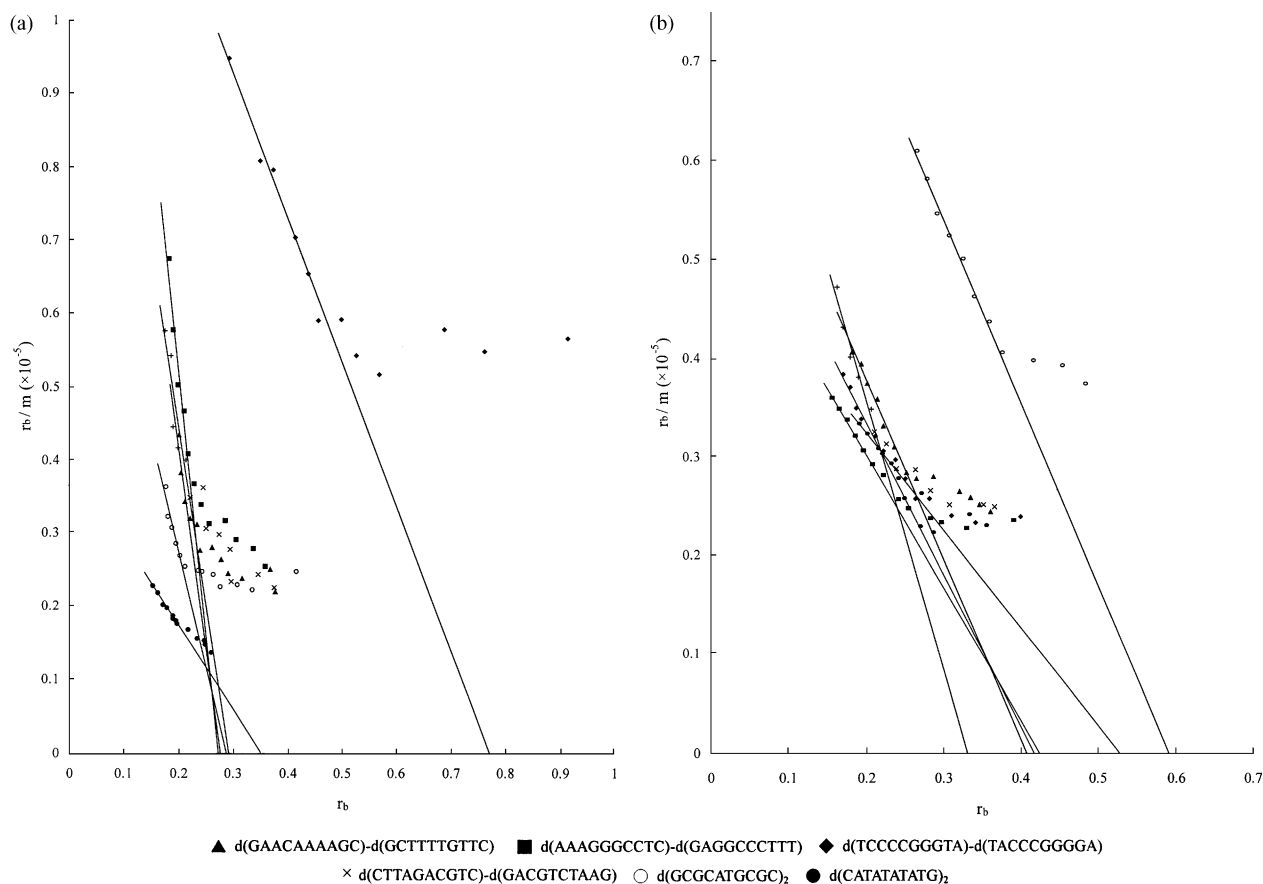 (a)
1
0.9
0.8
0.7
0.6
0.5
0.4
0.3
0.2
0.1
0
r_b / m (×10⁻⁵)
0 0.1 0.2 0.3 0.4 0.5 0.6 0.7 0.8 0.9 1
r_b
(b)
0.7
0.6
0.5
0.4
0.3
0.2
0.1
0
r_b / m (×10⁻⁵)
0 0.1 0.2 0.3 0.4 0.5 0.6 0.7
r_b
▲ d(GAACAAAAGC)-d(GCTTTTGTTC) ■ d(AAAGGGCCTC)-d(GAGGCCCTTT) ◆ d(TCCCCGGGTA)-d(TACCCGGGGA)
× d(CTTAGACGTC)-d(GACGTCTAAG) ○ d(GCGCATGCGC)₂ ● d(CATATATATG)₂